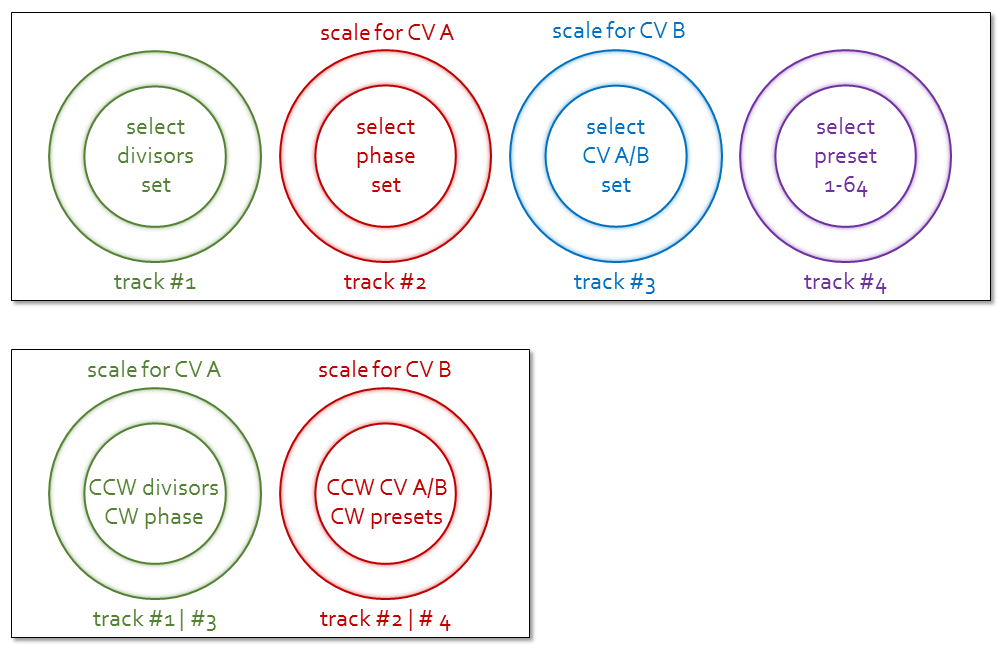 scale for CV A
scale for CV B
select
divisors
set
select
phase
set
select
CV A/B
set
select
preset
1-64
track #1
track #2
track #3
track #4
scale for CV A
scale for CV B
CCW divisors
CW phase
CCW CV A/B
CW presets
track #1 | #3
track #2 | # 4